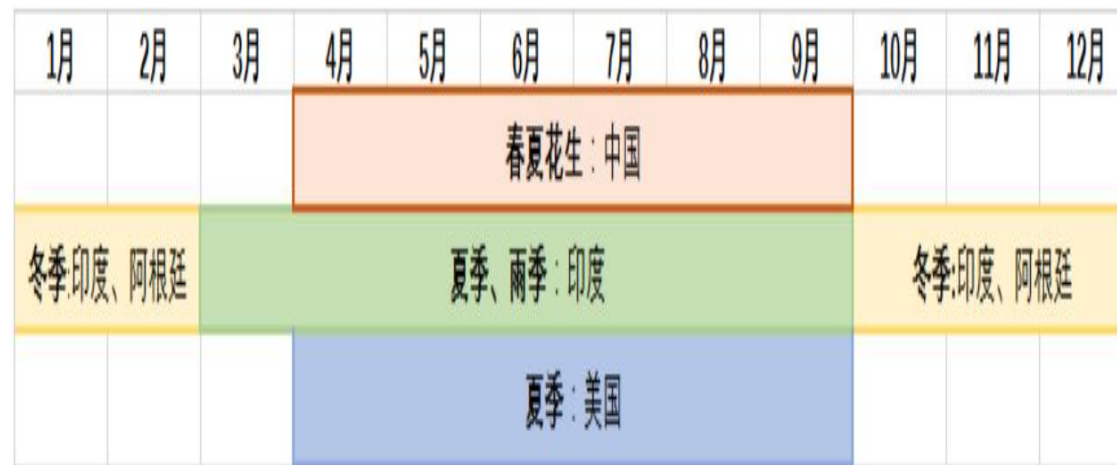 1月 2月 3月 4月 5月 6月 7月 8月 9月 10月 11月 12月
春夏花生：中国
冬季:印度、阿根廷 夏季、雨季：印度 冬季:印度、阿根廷
夏季：美国